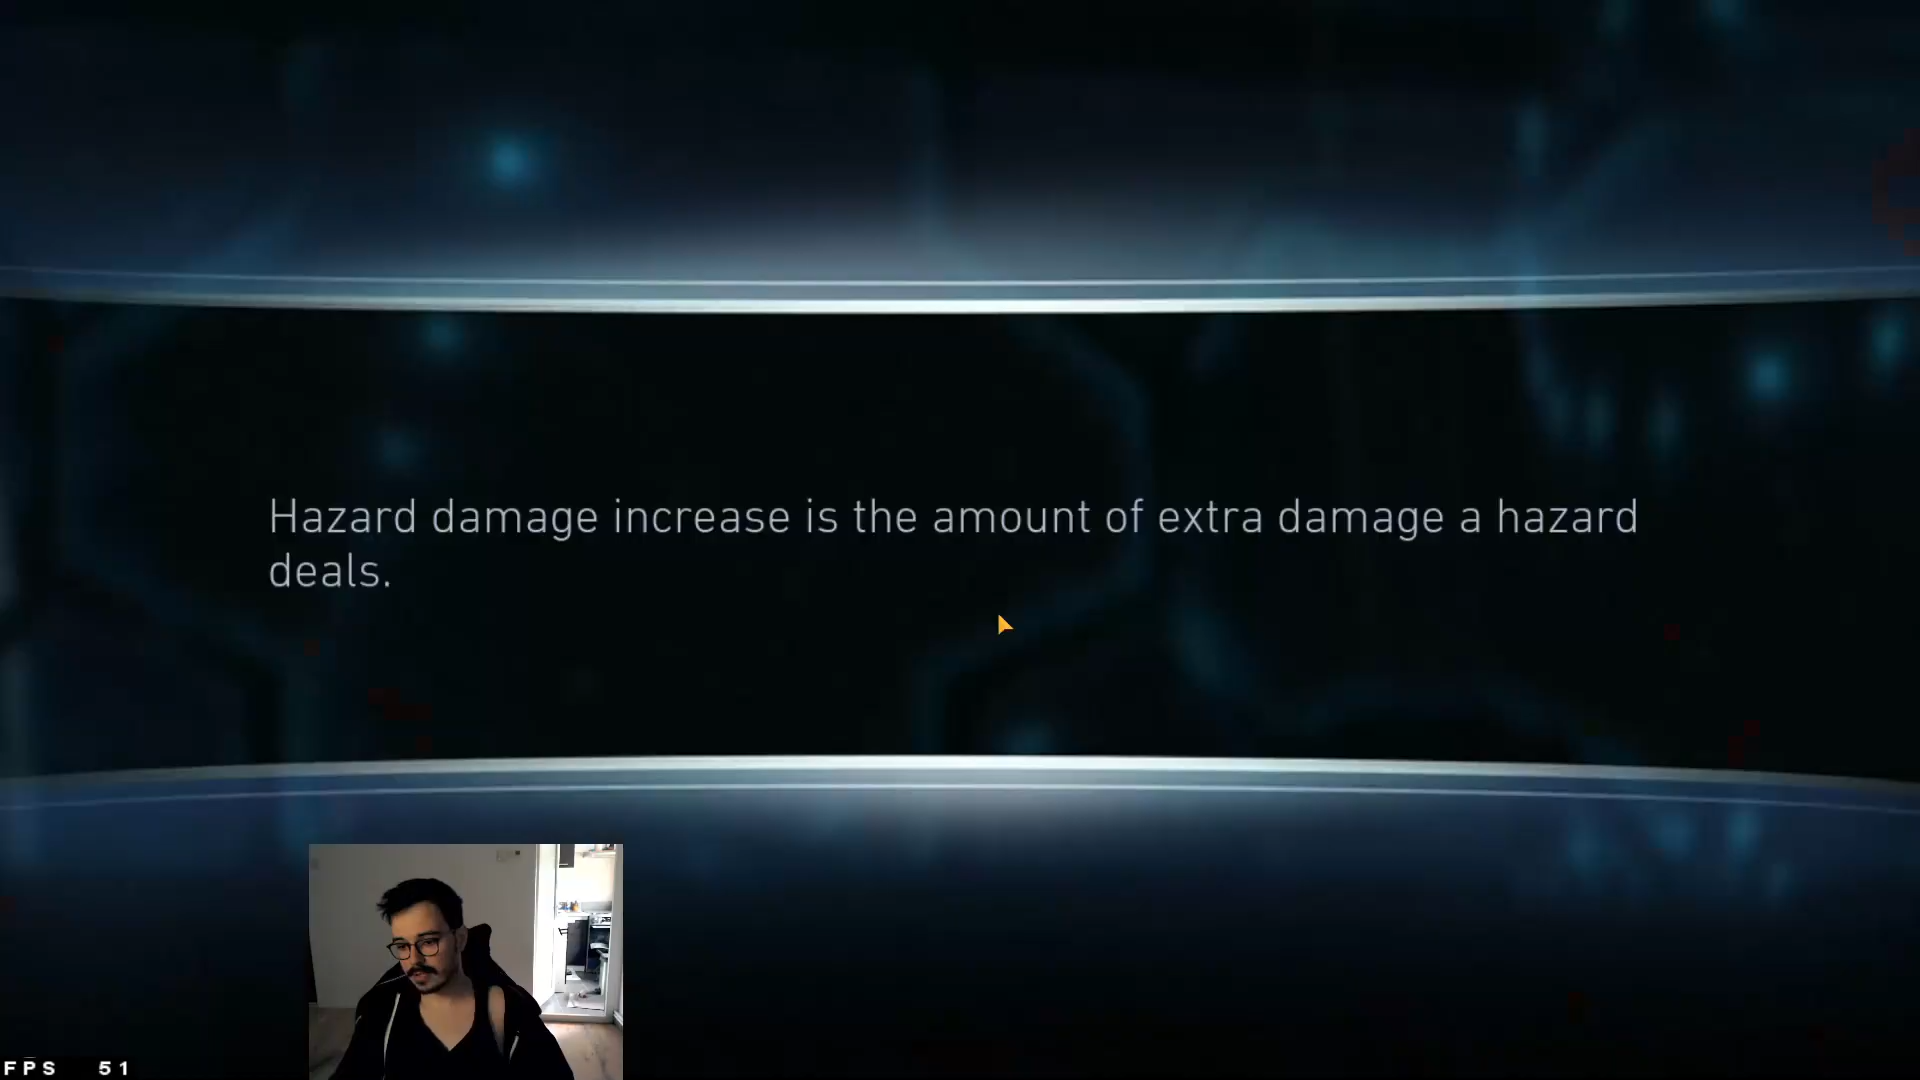 Hazard damage increase is the amount of extra damage a hazard
deals.
FPS 51